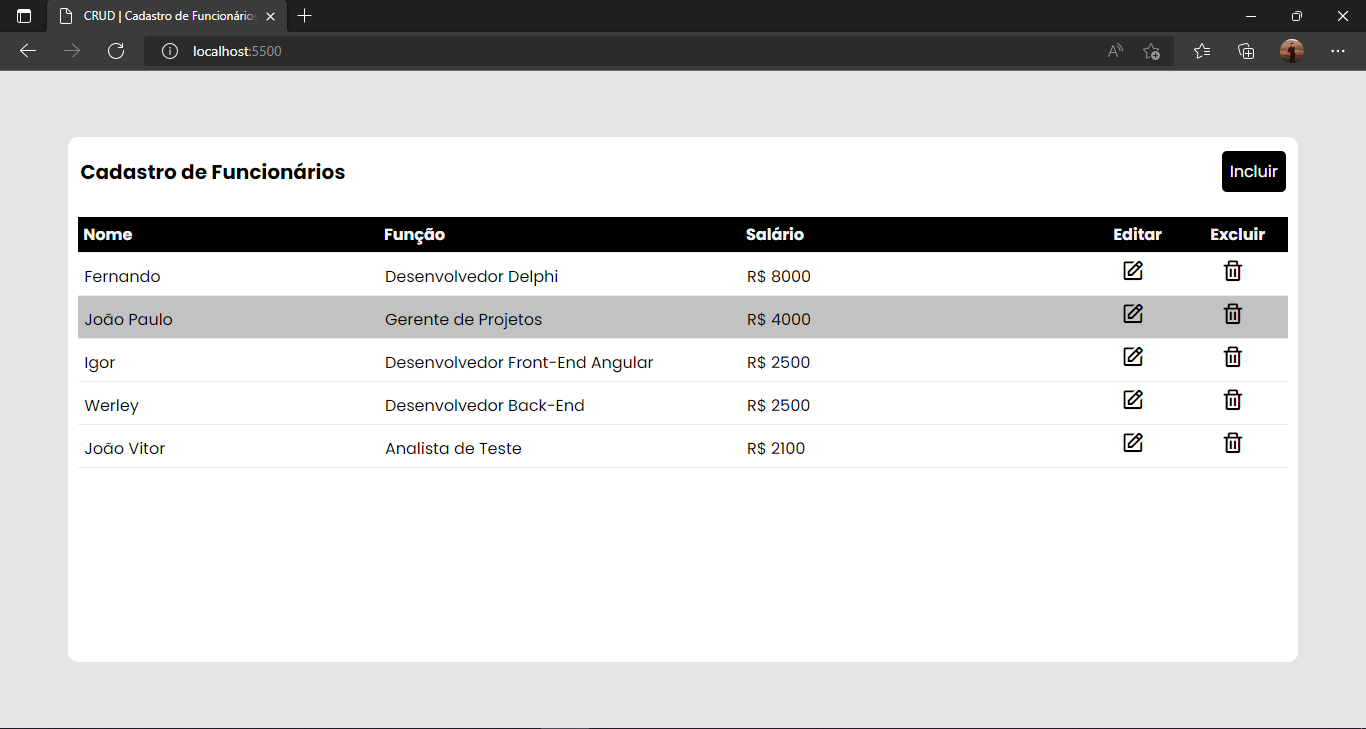 CRUD | Cadastro de Funcionários
localhost:5500
Cadastro de Funcionários
Incluir
Nome Função Salário Editar Excluir
Fernando Desenvolvedor Delphi R$ 8000
João Paulo Gerente de Projetos R$ 4000
Igor Desenvolvedor Front-End Angular R$ 2500
Werley Desenvolvedor Back-End R$ 2500
João Vitor Analista de Teste R$ 2100